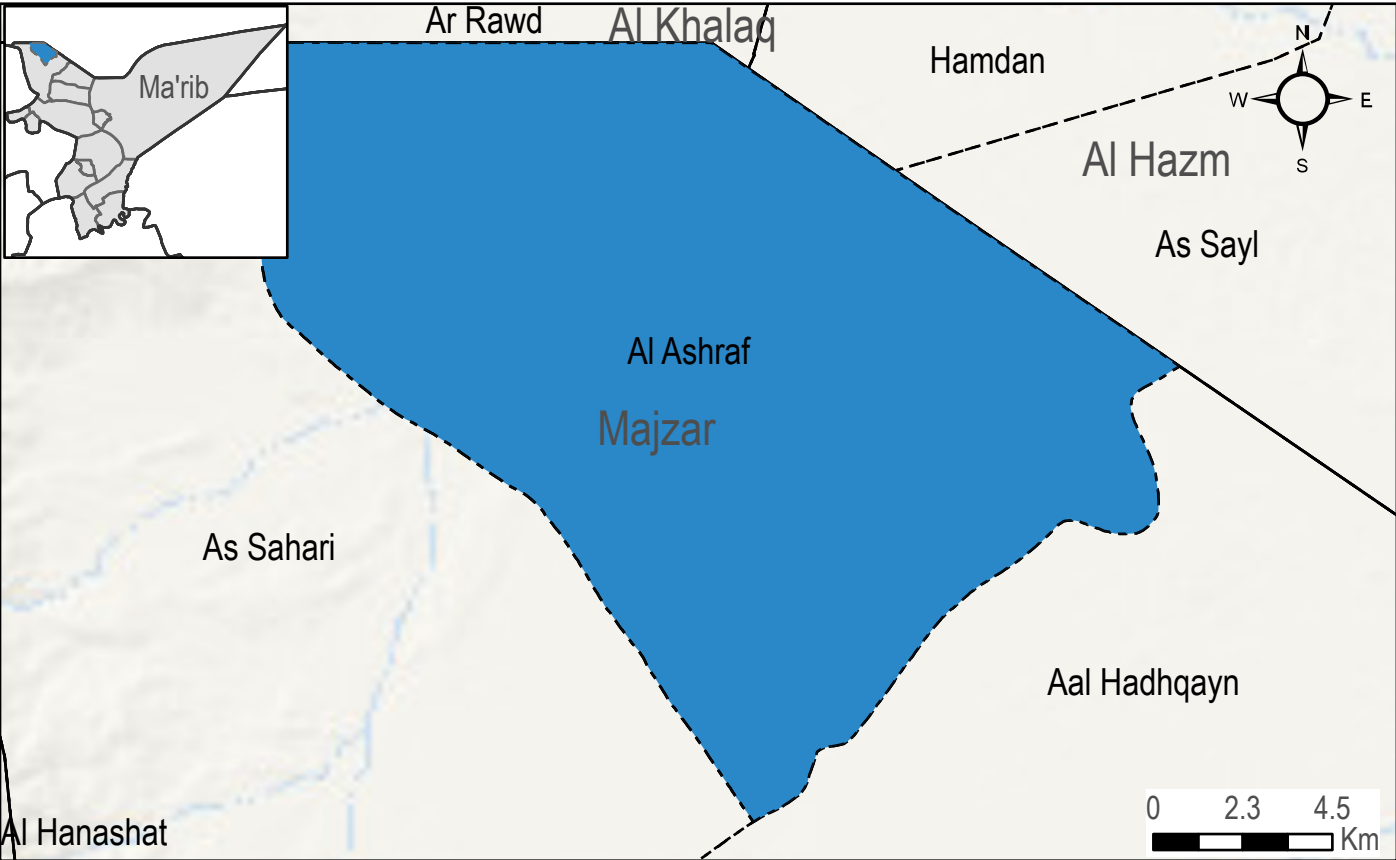 Ar Rawd
Al Khalaq
Hamdan
N
W
E
S
Ma'rib
Al Hazm
As Sayl
Al Ashraf
Majzar
As Sahari
Aal Hadhqayn
0 2.3 4.5
Km
Al Hanashat